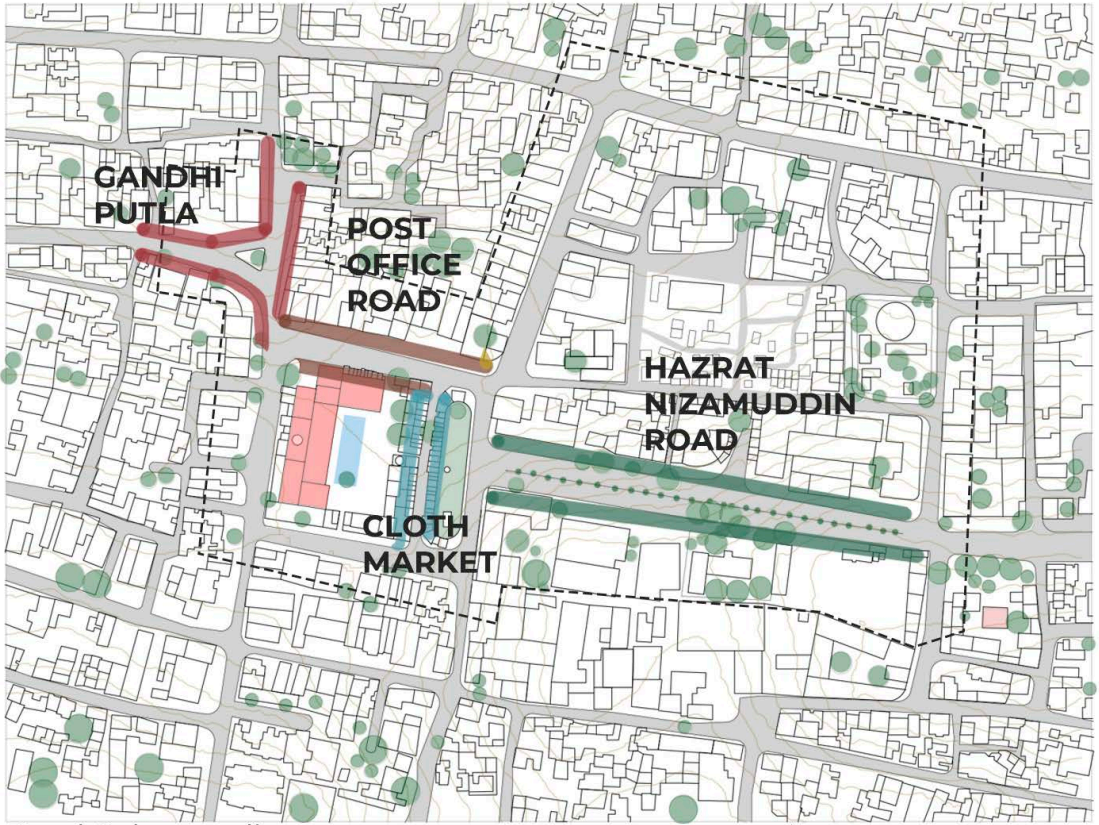 GANDHI
PUTLA
POST
OFFICE
ROAD
HAZRAT
NIZAMUDDIN
ROAD
CLOTH
MARKET